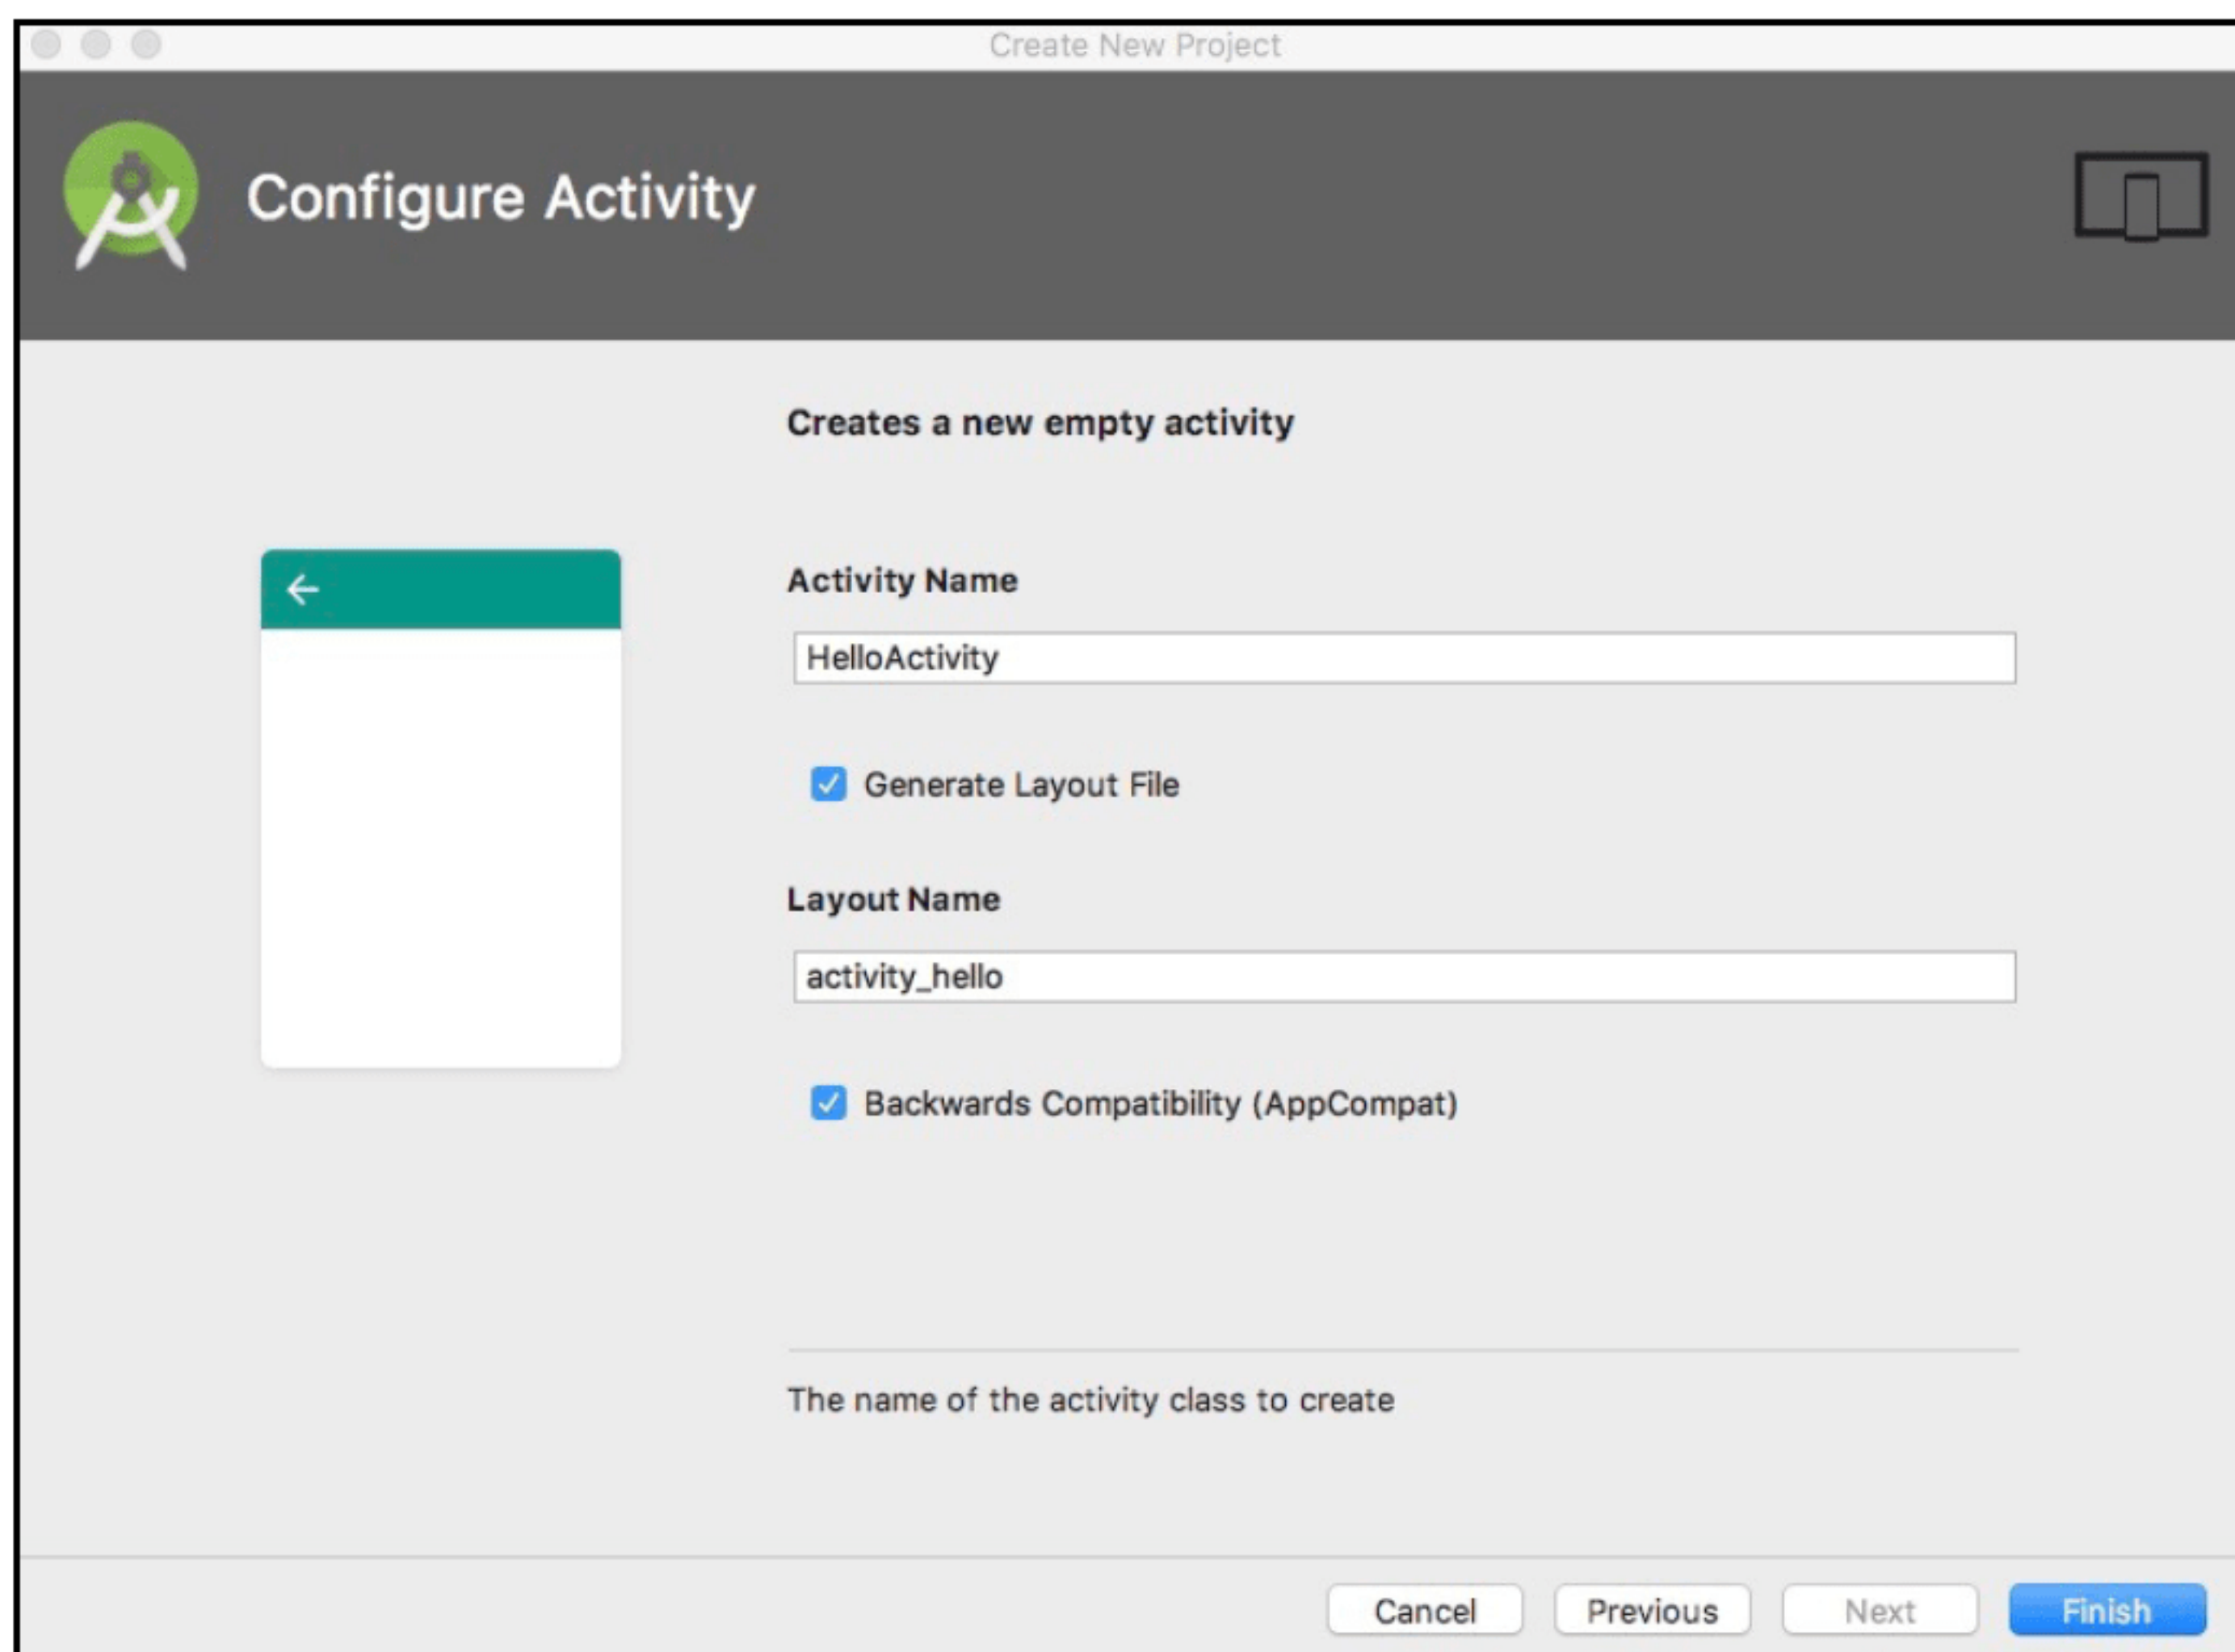 Create New Project
Configure Activity
Creates a new empty activity
Activity Name
HelloActivity
Generate Layout File
Layout Name
activity_hello
Backwards Compatibility (AppCompat)
The name of the activity class to create
Cancel Previous Next Finish